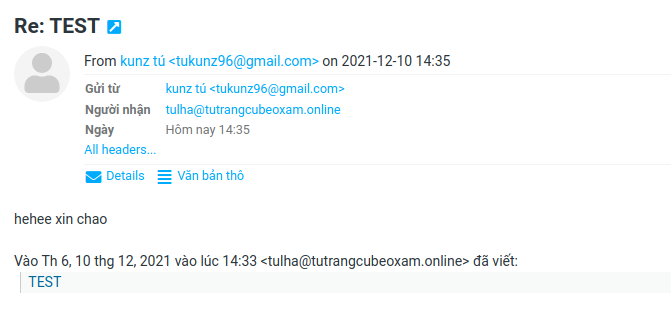 Re: TEST
From kunz tú <tukunz96@gmail.com> on 2021-12-10 14:35
Gửi từ kunz tú <tukunz96@gmail.com>
Người nhận tulha@tutrangcubeoxam.online
Ngày Hôm nay 14:35
All headers...
Details Văn bản thô
hehee xin chao
Vào Th 6, 10 thg 12, 2021 vào lúc 14:33 <tulha@tutrangcubeoxam.online> đã viết:
TEST